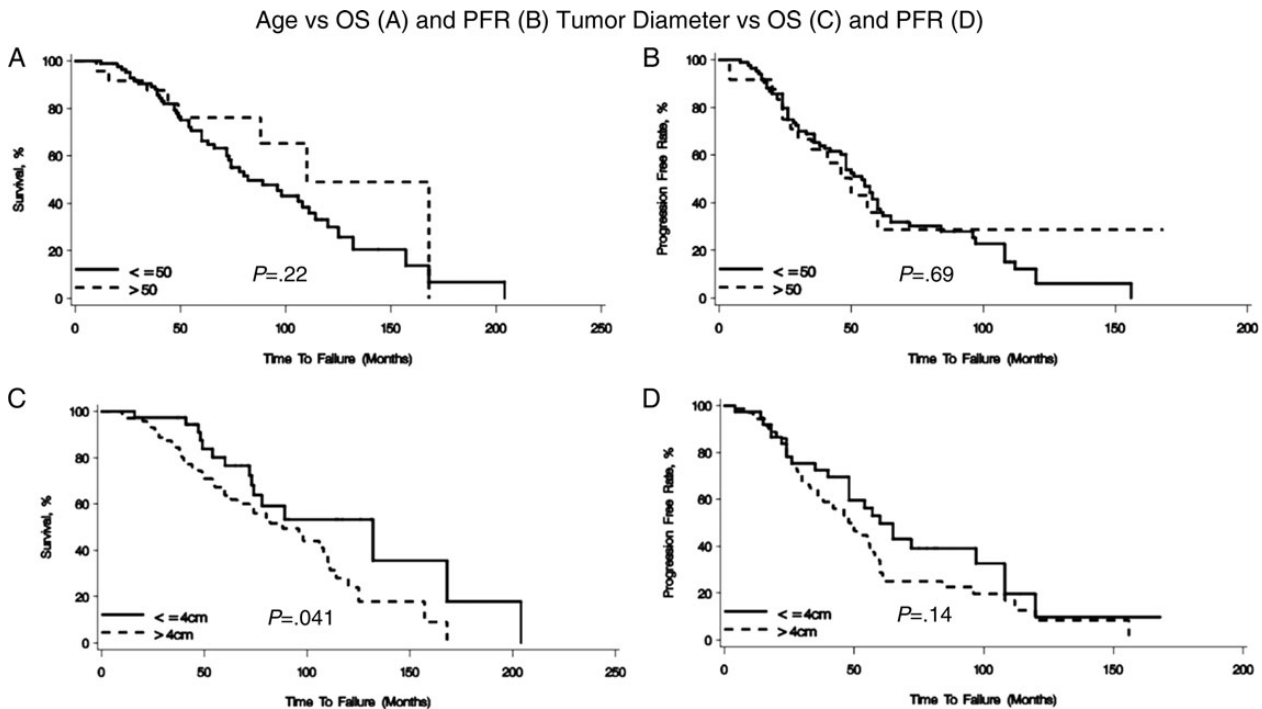 Age vs OS (A) and PFR (B) Tumor Diameter vs OS (C) and PFR (D)
A
100
80
60
40
20
0
Survival, %
<=50
>50
P=.22
0 50 100 150 200 250
Time To Failure (Months)
B
100
80
60
40
20
0
Progression Free Rate, %
<=50
>50
P=.69
0 50 100 150 200
Time To Failure (Months)
C
100
80
60
40
20
0
Survival, %
<=4cm
>4cm
P=.041
0 50 100 150 200 250
Time To Failure (Months)
D
100
80
60
40
20
0
Progression Free Rate, %
<=4cm
>4cm
P=.14
0 50 100 150 200
Time To Failure (Months)